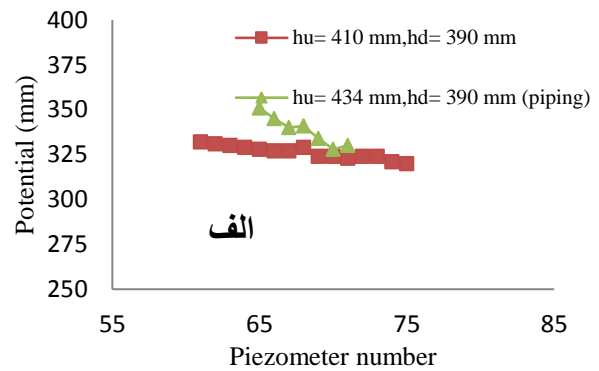 400
375
350
325
300
275
250
Potential (mm)
hu= 410 mm,hd= 390 mm
hu= 434 mm,hd= 390 mm (piping)
الف
55
65
75
85
Piezometer number